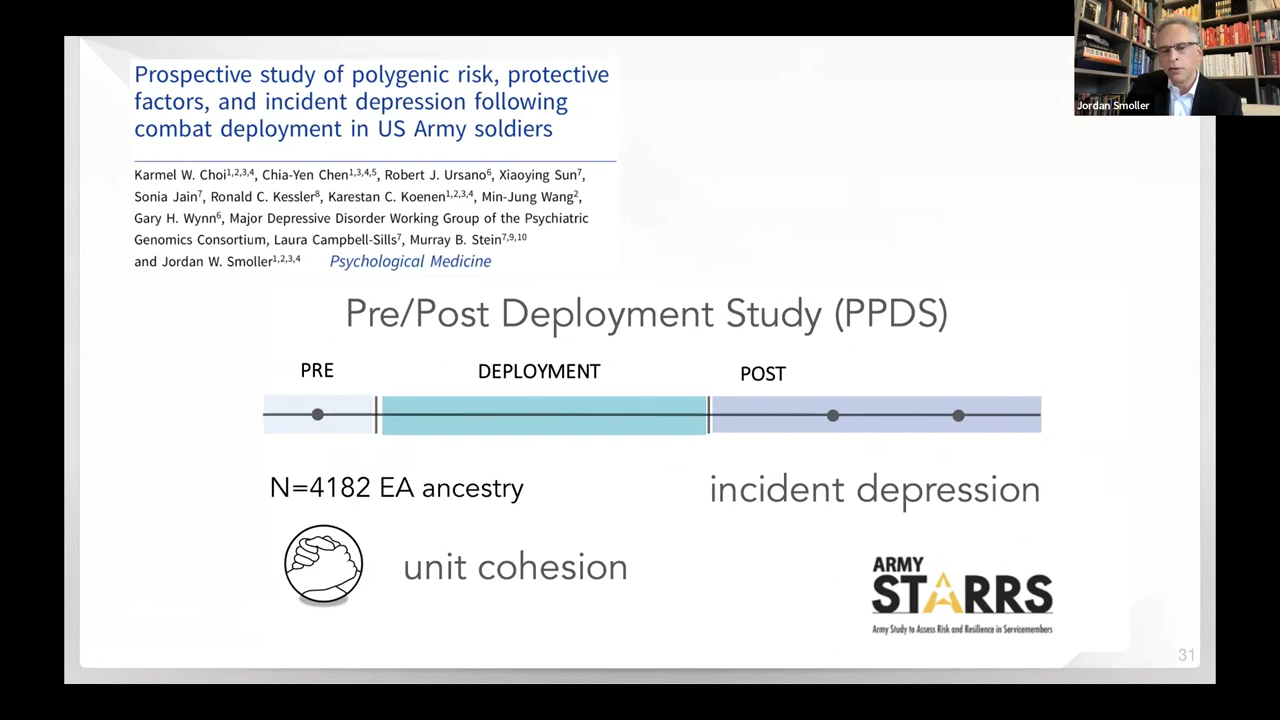 Prospective study of polygenic risk, protective
factors, and incident depression following
combat deployment in US Army soldiers
Karmel W. Choi1,2,3,4, Chia-Yen Chen1,3,4,5, Robert J. Ursano6, Xiaoying Sun7,
Sonia Jain7, Ronald C. Kessler8, Karestan C. Koenen1,2,3,4, Min-Jung Wang2,
Gary H. Wynn6, Major Depressive Disorder Working Group of the Psychiatric
Genomics Consortium, Laura Campbell-Sills7, Murray B. Stein7,9,10
and Jordan W. Smoller1,2,3,4 Psychological Medicine
Jordan Smoller
Pre/Post Deployment Study (PPDS)
PRE DEPLOYMENT POST
N=4182 EA ancestry
incident depression
unit cohesion
ARMY
STARRS
Army Study to Assess Risk and Resilience in Servicemembers
31